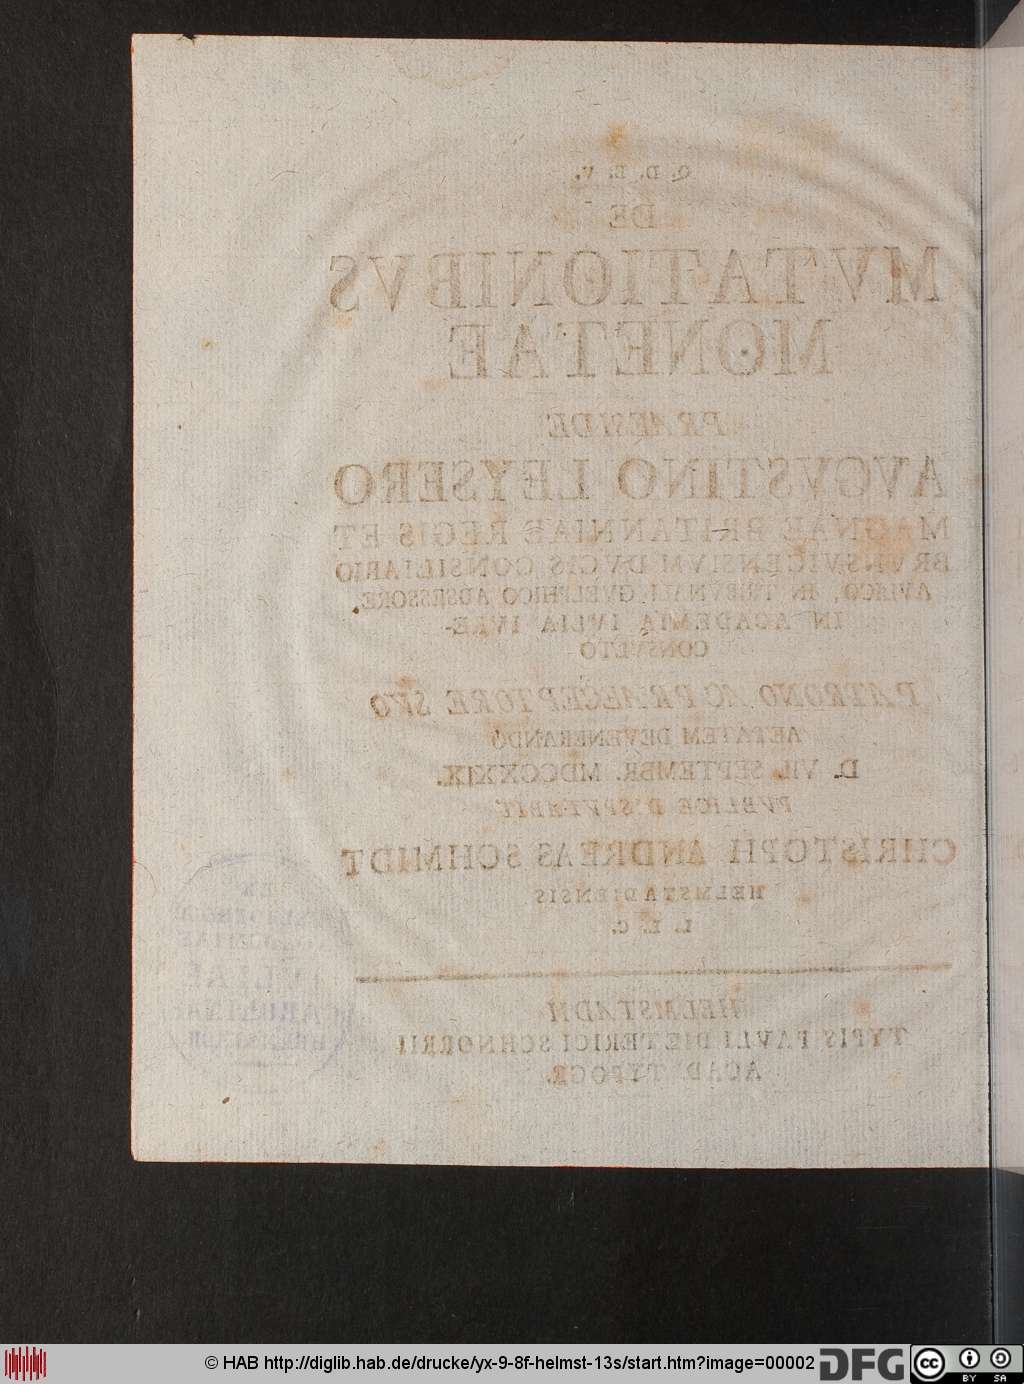 Q. D. E. V.
DE
MVTATIONIBVS
MONETAE
PRAESIDE
AVGVSTINO LEYSERO
MAGNAE BRITANNIAE REGIS ET
BRVNSVICENSIVM DVCIS CONSILIARIO
AVLICO, IN TRIBVNALI GVELPHICO ADSESSORE,
IN ACADEMIA IVLIA IVRE-
CONSVLTO
PATRONO AC PRAECEPTORE SVO
AETATEM DEVENERANDO
D. VII. SEPTEMBR. MDCCXXIX.
PVBLICE DISPVTABIT
CHRISTOPH ANDREAS SCHMIDT
HELMSTADIENSIS
L. L. C.
HELMSTADII
TYPIS PAVLI DIETERICI SCHNORRII
ACAD. TYPOGR.
© HAB http://diglib.hab.de/drucke/yx-9-8f-helmst-13s/start.htm?image=00002
DFG
cc
BY SA